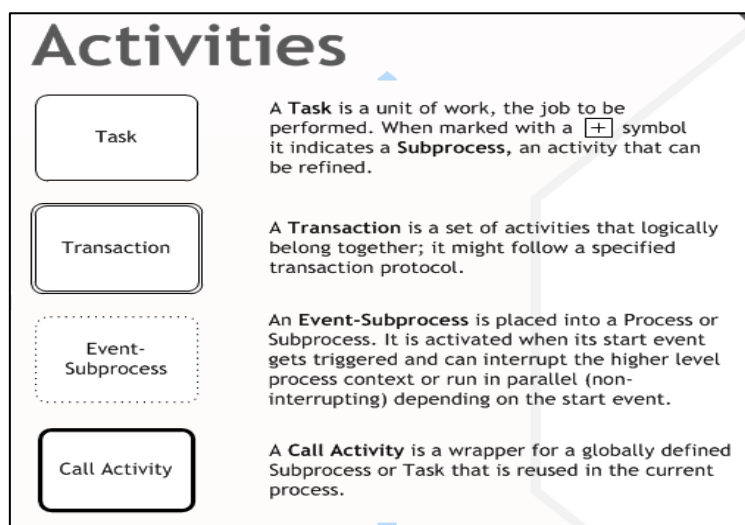 Activities
Task
A Task is a unit of work, the job to be
performed. When marked with a + symbol
it indicates a Subprocess, an activity that can
be refined.
Transaction
A Transaction is a set of activities that logically
belong together; it might follow a specified
transaction protocol.
Event-
Subprocess
An Event-Subprocess is placed into a Process or
Subprocess. It is activated when its start event
gets triggered and can interrupt the higher level
process context or run in parallel (non-
interrupting) depending on the start event.
Call Activity
A Call Activity is a wrapper for a globally defined
Subprocess or Task that is reused in the current
process.